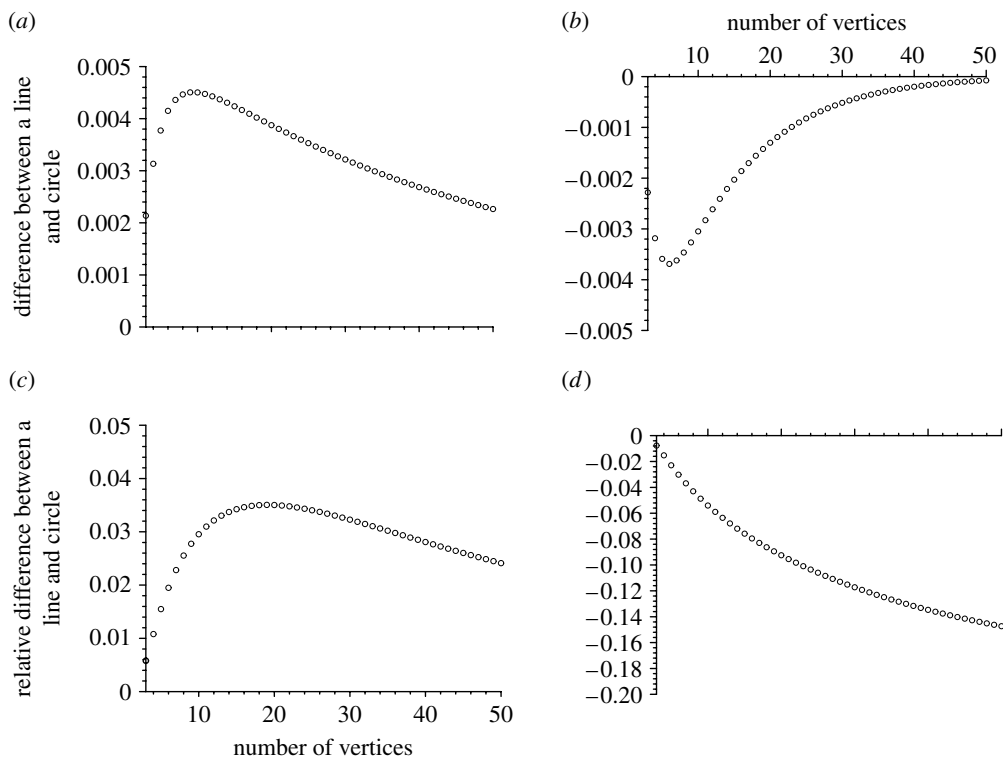 (a)
0.005
0.004
0.003
0.002
0.001
0
difference between a line
and circle
(b)
number of vertices
10 20 30 40 50
0
−0.001
−0.002
−0.003
−0.004
−0.005
(c)
0.05
0.04
0.03
0.02
0.01
0
relative difference between a
line and circle
10 20 30 40 50
number of vertices
(d)
0
−0.02
−0.04
−0.06
−0.08
−0.10
−0.12
−0.14
−0.16
−0.18
−0.20